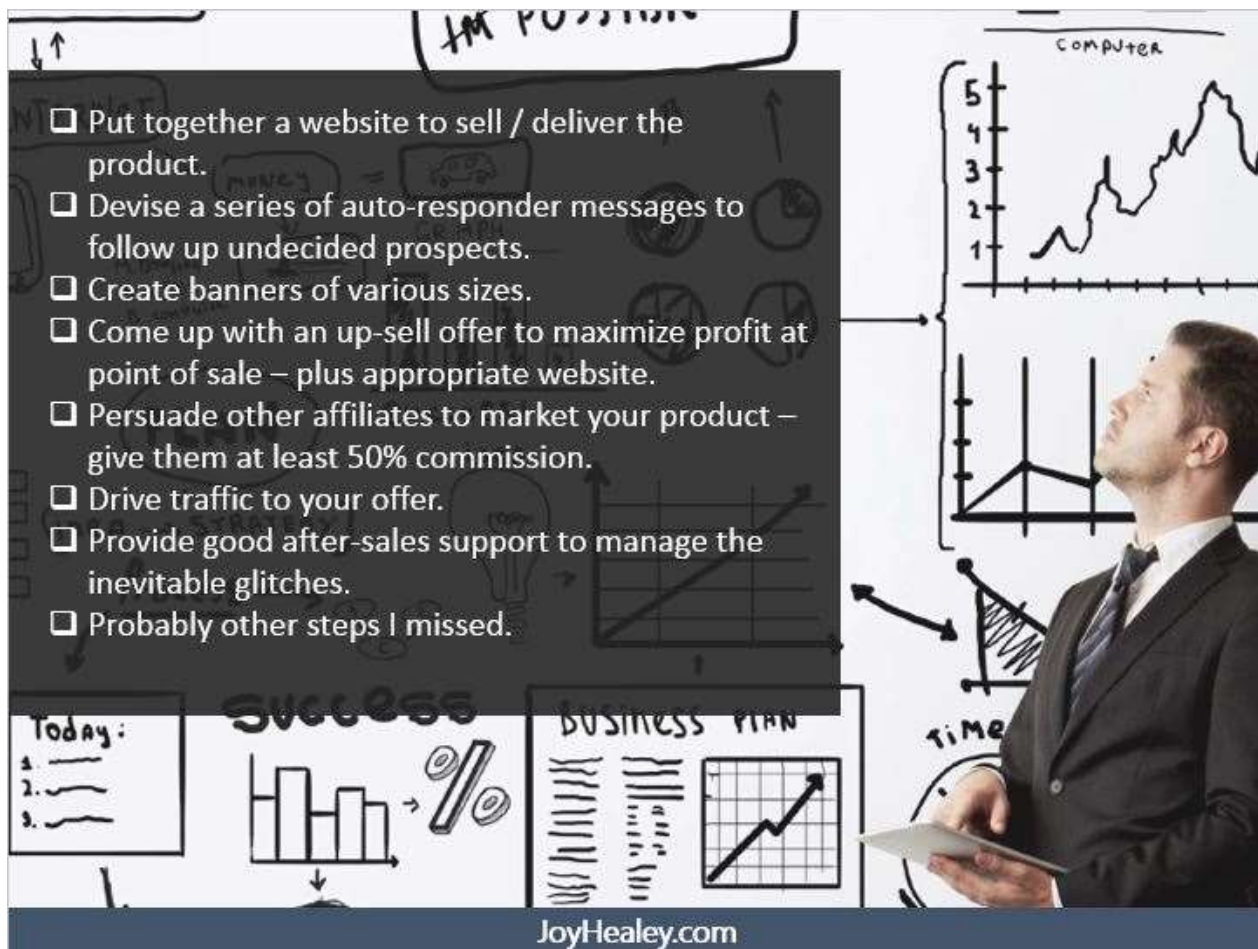 IMPOSSIBL
COMPUTER
5
4
3
2
1
NTERNET
❑ Put together a website to sell / deliver the
product.
MONEY =
❑ Devise a series of auto-responder messages to
follow up undecided prospects.
❑ Create banners of various sizes.
❑ Come up with an up-sell offer to maximize profit at
point of sale – plus appropriate website.
❑ Persuade other affiliates to market your product –
give them at least 50% commission.
❑ Drive traffic to your offer.
STRATEGY
❑ Provide good after-sales support to manage the
inevitable glitches.
❑ Probably other steps I missed.
Today:
1.
2.
3.
SUCCESS
%
BUSINESS PLAN
TIME
JoyHealey.com